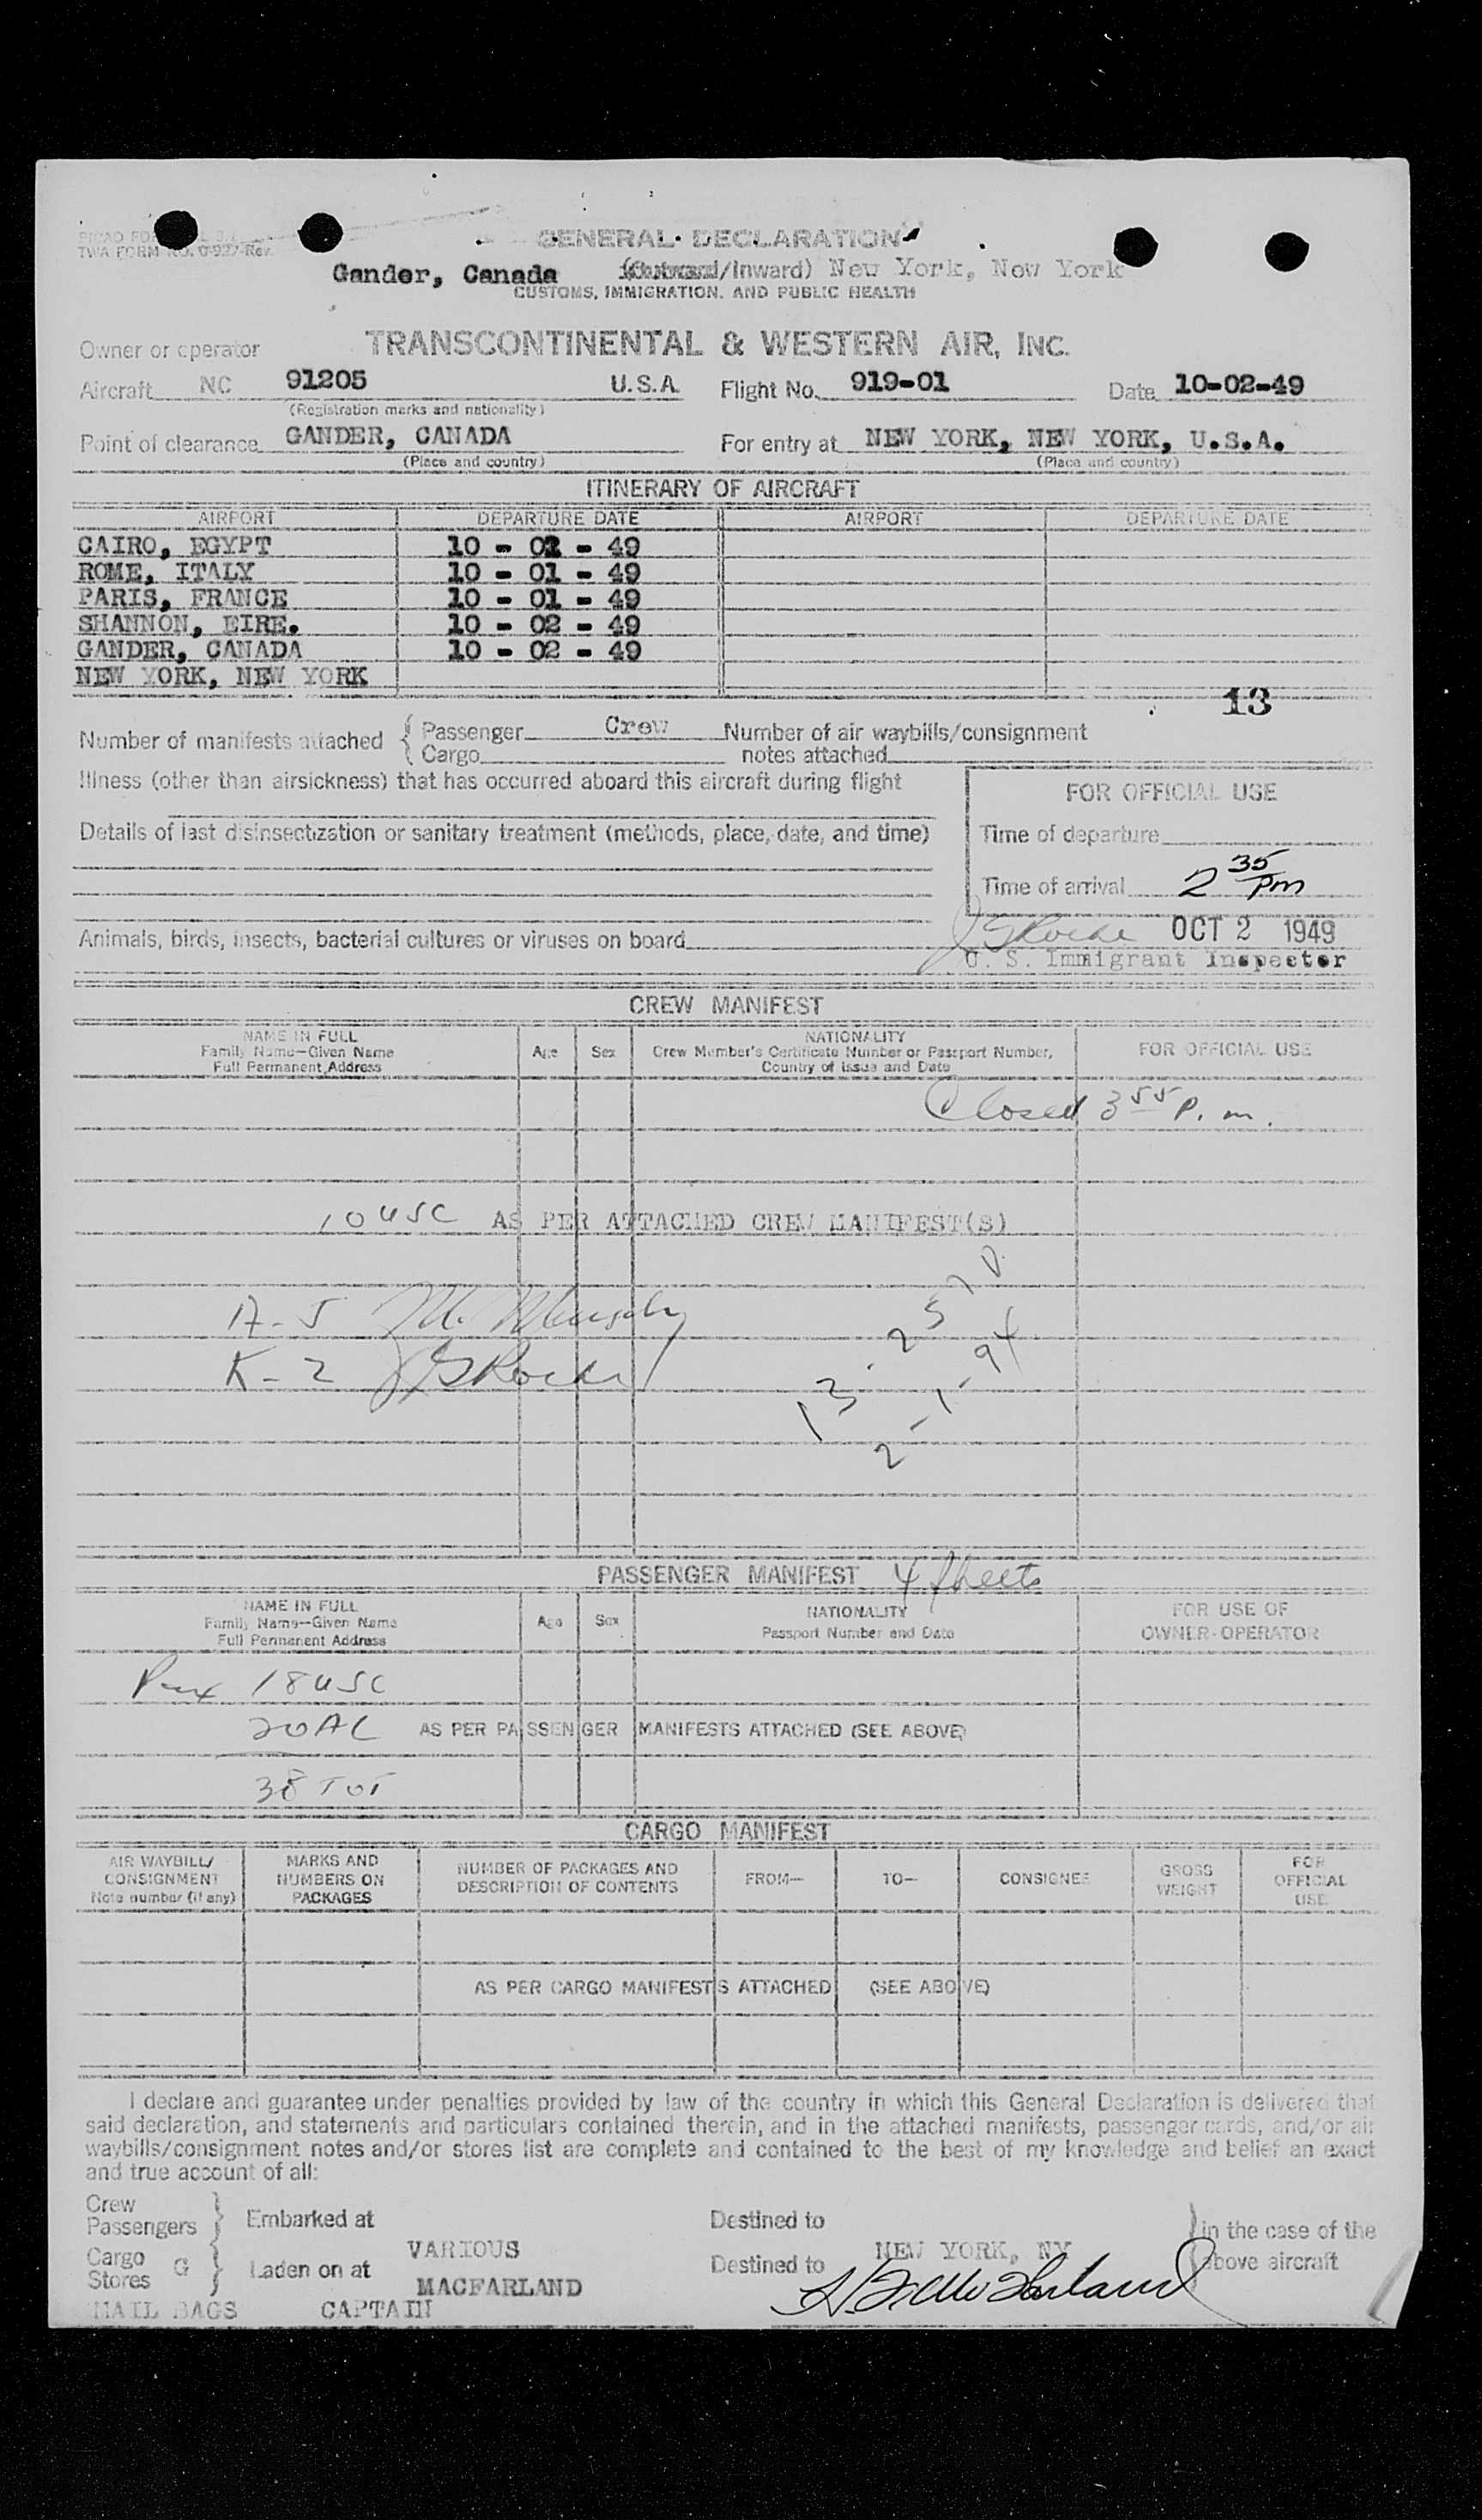 TWA FORM NO. 0-927-Rev.
GENERAL DECLARATION
Gander, Canada (Outward/Inward) New York, New York
CUSTOMS, IMMIGRATION, AND PUBLIC HEALTH
Owner or operator TRANSCONTINENTAL & WESTERN AIR, INC.
Aircraft NC 91205 U.S.A. Flight No. 919-01 Date 10-02-49
(Registration marks and nationality)
Point of clearance GANDER, CANADA For entry at NEW YORK, NEW YORK, U.S.A.
(Place and country) (Place and country)
ITINERARY OF AIRCRAFT
AIRPORT DEPARTURE DATE AIRPORT DEPARTURE DATE
CAIRO, EGYPT 10 - 01 - 49
ROME, ITALY 10 - 01 - 49
PARIS, FRANCE 10 - 01 - 49
SHANNON, EIRE. 10 - 02 - 49
GANDER, CANADA 10 - 02 - 49
NEW YORK, NEW YORK
13
Number of manifests attached { Passenger Crew Number of air waybills/consignment
Cargo notes attached
Illness (other than airsickness) that has occurred aboard this aircraft during flight
FOR OFFICIAL USE
Details of last disinsectization or sanitary treatment (methods, place, date, and time)
Time of departure
Time of arrival 2 35 pm
Animals, birds, insects, bacterial cultures or viruses on board
OCT 2 1949
U. S. Immigrant Inspector
CREW MANIFEST
NAME IN FULL
Family Name—Given Name
Full Permanent Address
Age Sex
NATIONALITY
Crew Member's Certificate Number or Passport Number,
Country of Issue and Date
FOR OFFICIAL USE
Closed 3 55 P. m.
10 USC AS PER ATTACHED CREW MANIFEST(S)
A-5 M. Murphy
K-2
PASSENGER MANIFEST 4 sheets
NAME IN FULL
Family Name—Given Name
Full Permanent Address
Age Sex
NATIONALITY
Passport Number and Date
FOR USE OF
OWNER-OPERATOR
Pax 18 USC
20 AL AS PER PASSENGER MANIFESTS ATTACHED (SEE ABOVE)
38 TOT
CARGO MANIFEST
AIR WAYBILL/
CONSIGNMENT
Note number (if any)
MARKS AND
NUMBERS ON
PACKAGES
NUMBER OF PACKAGES AND
DESCRIPTION OF CONTENTS
FROM— TO— CONSIGNEE
GROSS
WEIGHT
FOR
OFFICIAL
USE
AS PER CARGO MANIFESTS ATTACHED (SEE ABOVE)
I declare and guarantee under penalties provided by law of the country in which this General Declaration is delivered that
said declaration, and statements and particulars contained therein, and in the attached manifests, passenger cards, and/or air
waybills/consignment notes and/or stores list are complete and contained to the best of my knowledge and belief an exact
and true account of all:
Crew
Passengers } Embarked at Destined to } in the case of the
VARIOUS NEW YORK, NY
Cargo G
Stores } Laden on at Destined to above aircraft
MACFARLAND
MAIL BAGS CAPTAIN